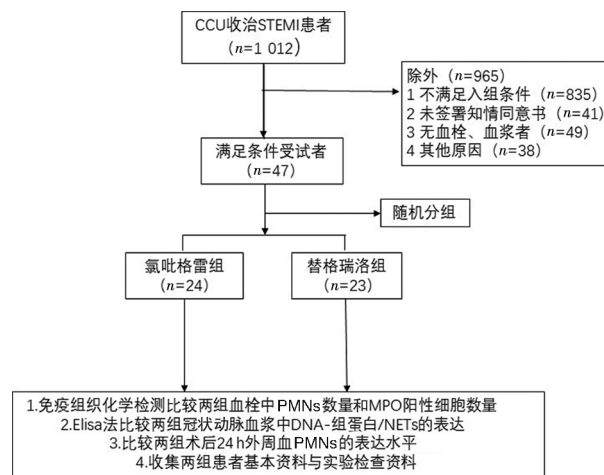 CCU收治STEMI患者
（n=1 012）
除外（n=965）
1 不满足入组条件（n=835）
2 未签署知情同意书（n=41）
3 无血栓、血浆者（n=49）
4 其他原因（n=38）
满足条件受试者
（n=47）
随机分组
氯吡格雷组
（n=24）
替格瑞洛组
（n=23）
1.免疫组织化学检测比较两组血栓中PMNs数量和MPO阳性细胞数量
2.Elisa法比较两组冠状动脉血浆中DNA-组蛋白/NETs的表达
3.比较两组术后24 h外周血PMNs的表达水平
4.收集两组患者基本资料与实验检查资料